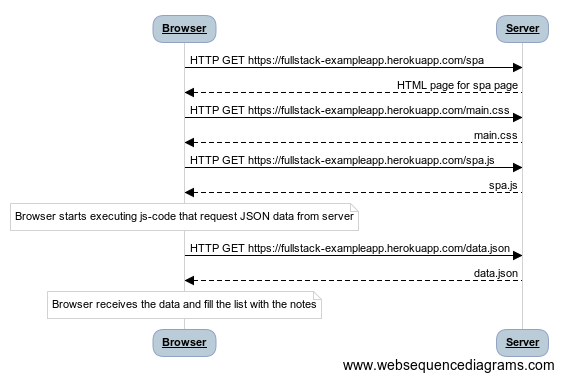 Browser
Server
HTTP GET https://fullstack-exampleapp.herokuapp.com/spa
HTML page for spa page
HTTP GET https://fullstack-exampleapp.herokuapp.com/main.css
main.css
HTTP GET https://fullstack-exampleapp.herokuapp.com/spa.js
spa.js
Browser starts executing js-code that request JSON data from server
HTTP GET https://fullstack-exampleapp.herokuapp.com/data.json
data.json
Browser receives the data and fill the list with the notes
Browser
Server
www.websequencediagrams.com